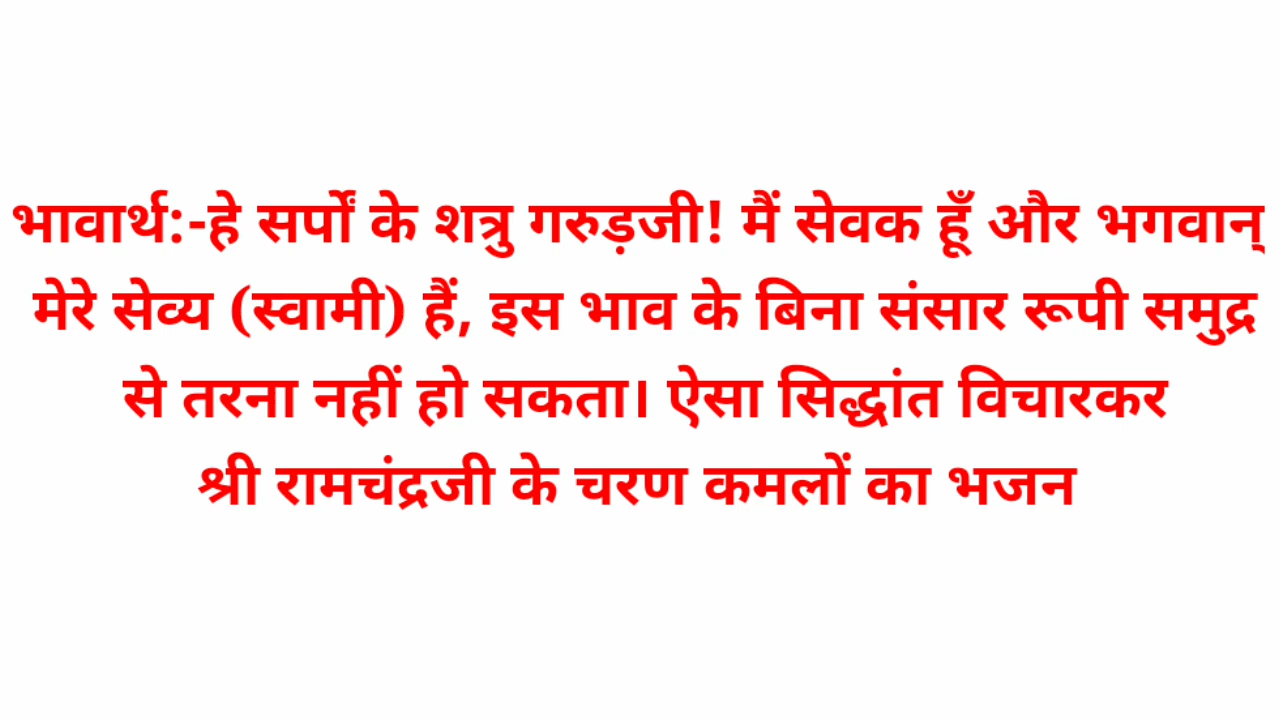 भावार्थ:-हे सर्पों के शत्रु गरुड़जी! मैं सेवक हूँ और भगवान्
मेरे सेव्य (स्वामी) हैं, इस भाव के बिना संसार रूपी समुद्र
से तरना नहीं हो सकता। ऐसा सिद्धांत विचारकर
श्री रामचंद्रजी के चरण कमलों का भजन